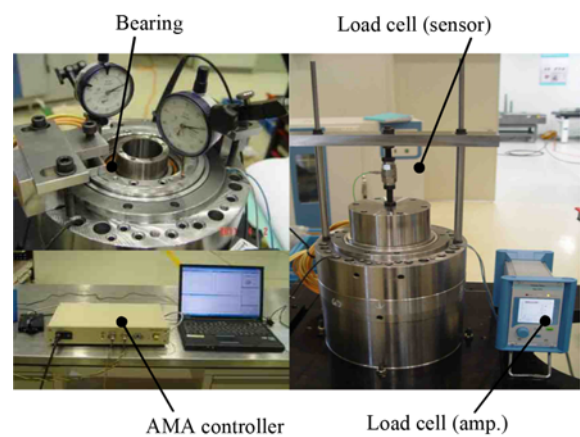 Bearing
Load cell (sensor)
AMA controller
Load cell (amp.)